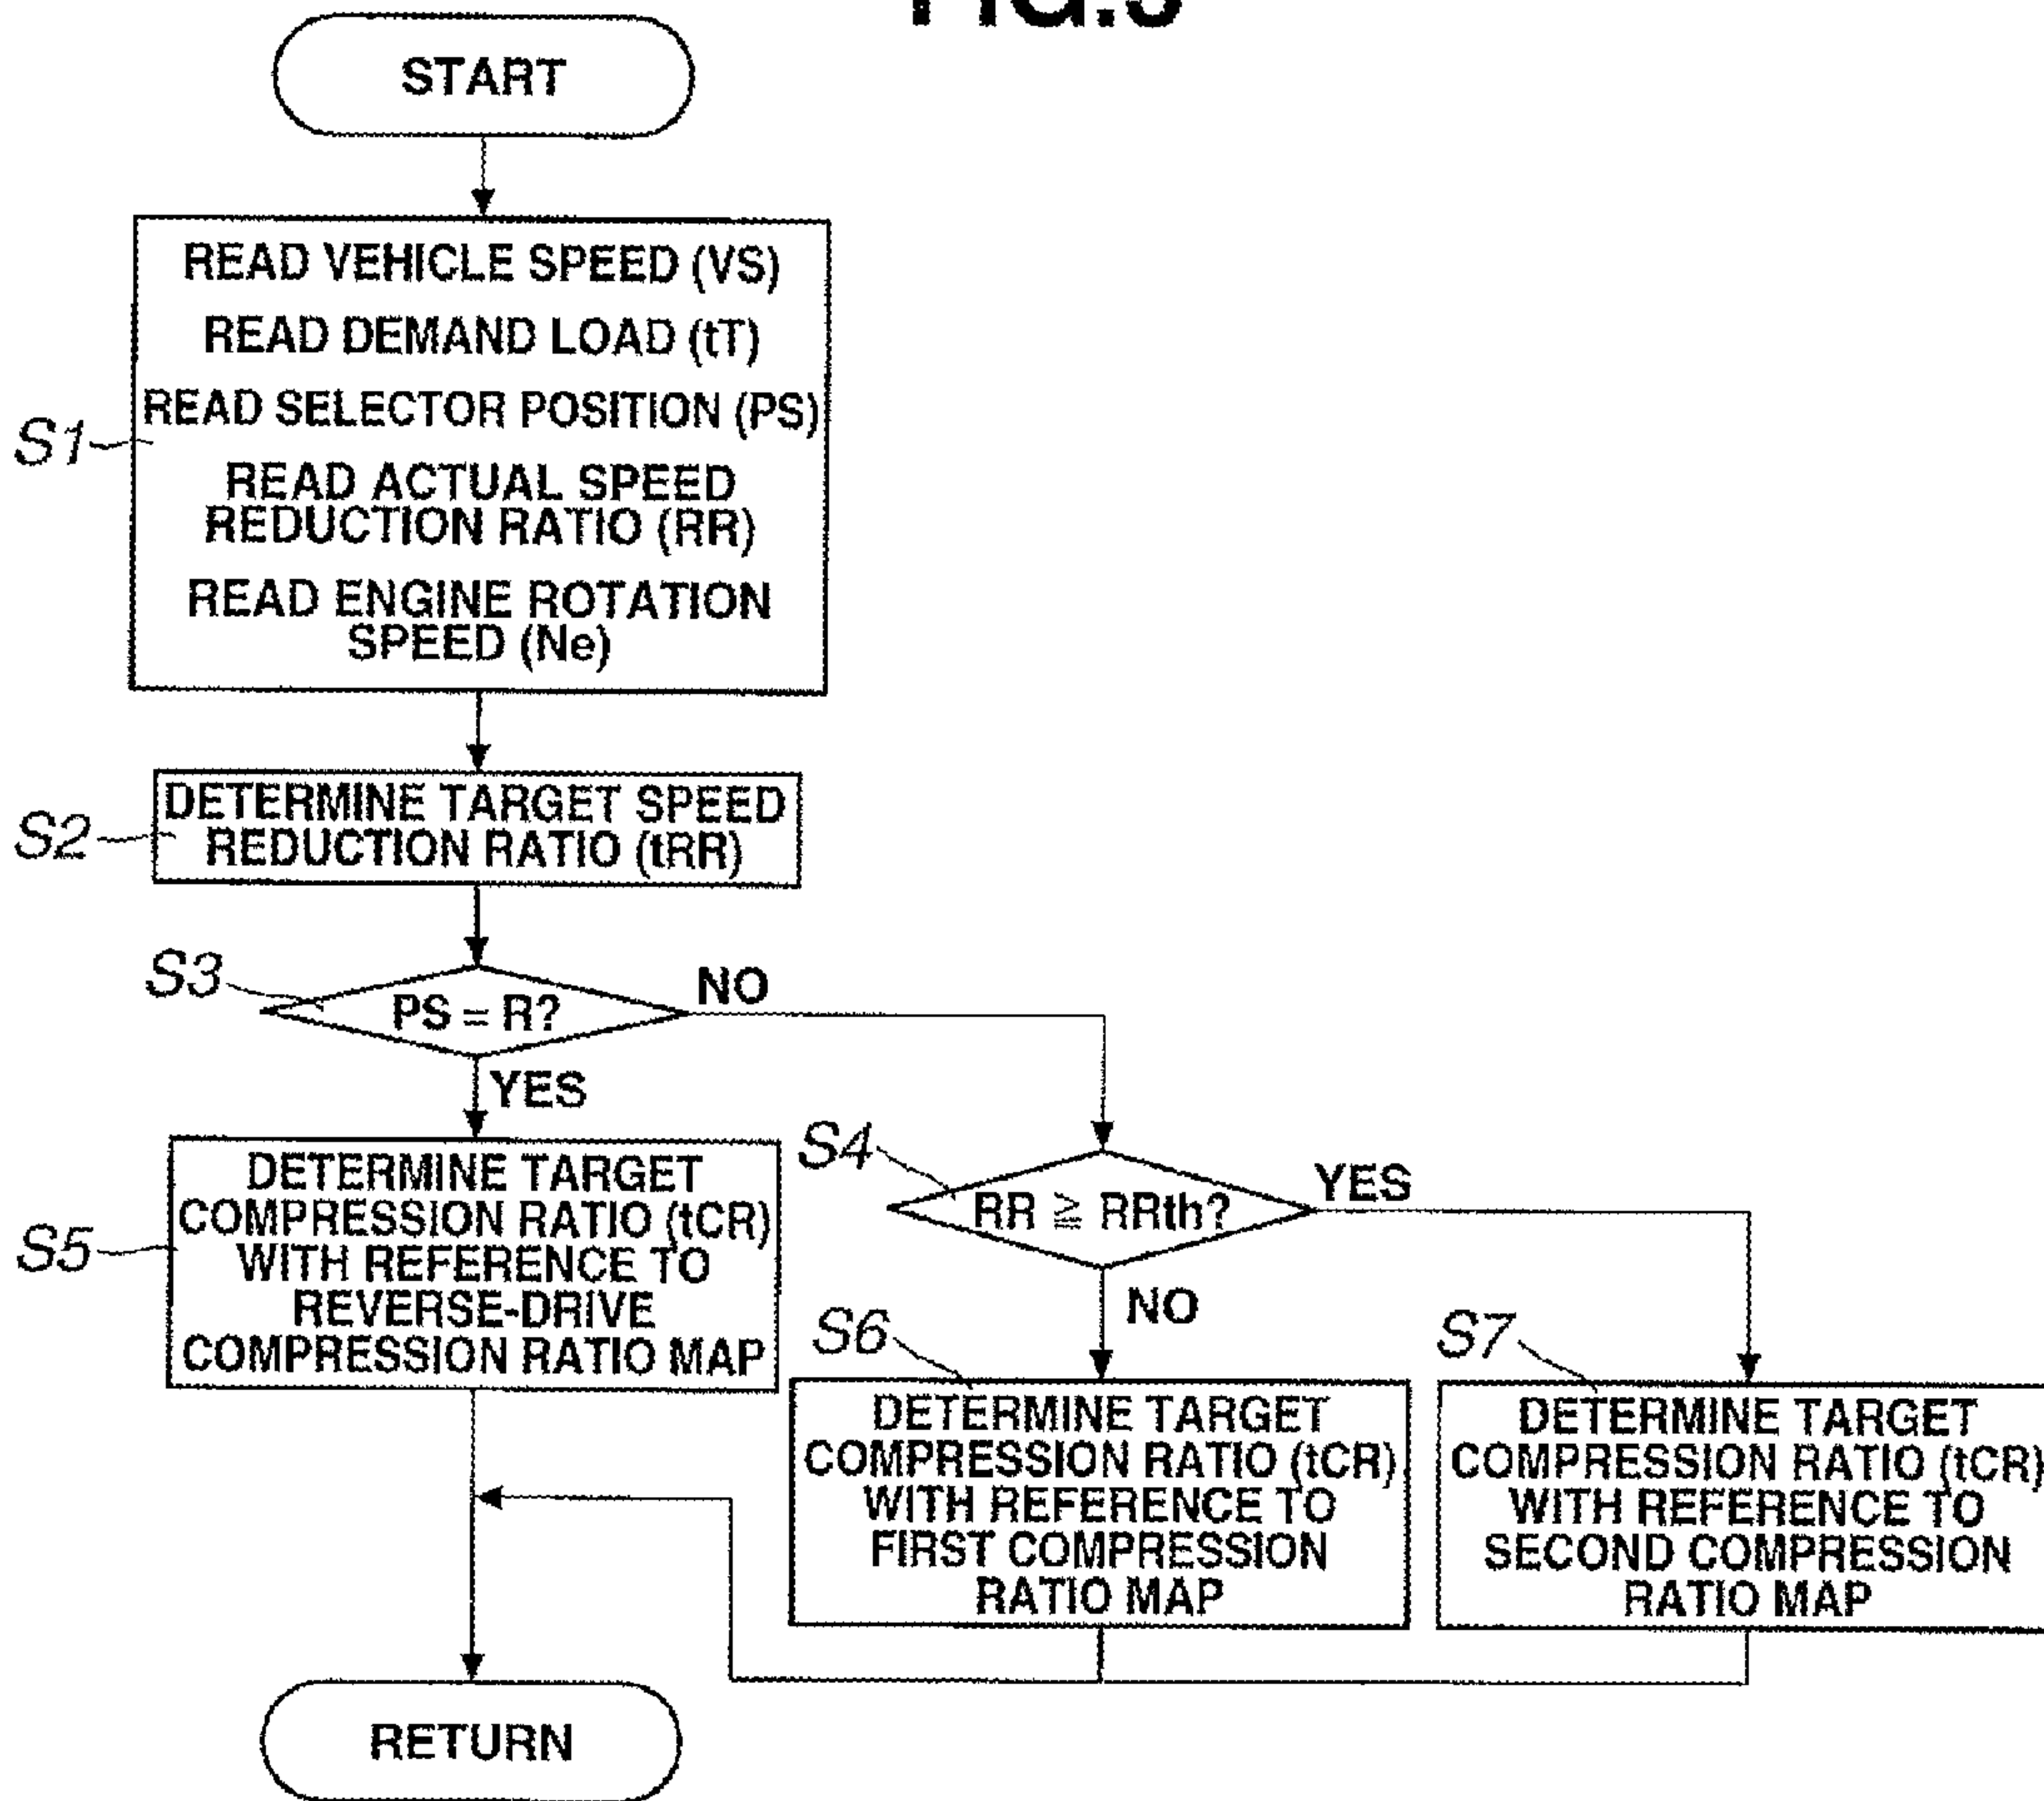 START
READ VEHICLE SPEED (VS)
READ DEMAND LOAD (tT)
READ SELECTOR POSITION (PS)
READ ACTUAL SPEED
REDUCTION RATIO (RR)
READ ENGINE ROTATION
SPEED (Ne)
S1
DETERMINE TARGET SPEED
REDUCTION RATIO (tRR)
S2
S3
PS = R?
NO
YES
S4
RR ≧ RRth?
YES
NO
S5
DETERMINE TARGET
COMPRESSION RATIO (tCR)
WITH REFERENCE TO
REVERSE-DRIVE
COMPRESSION RATIO MAP
S6
DETERMINE TARGET
COMPRESSION RATIO (tCR)
WITH REFERENCE TO
FIRST COMPRESSION
RATIO MAP
S7
DETERMINE TARGET
COMPRESSION RATIO (tCR)
WITH REFERENCE TO
SECOND COMPRESSION
RATIO MAP
RETURN